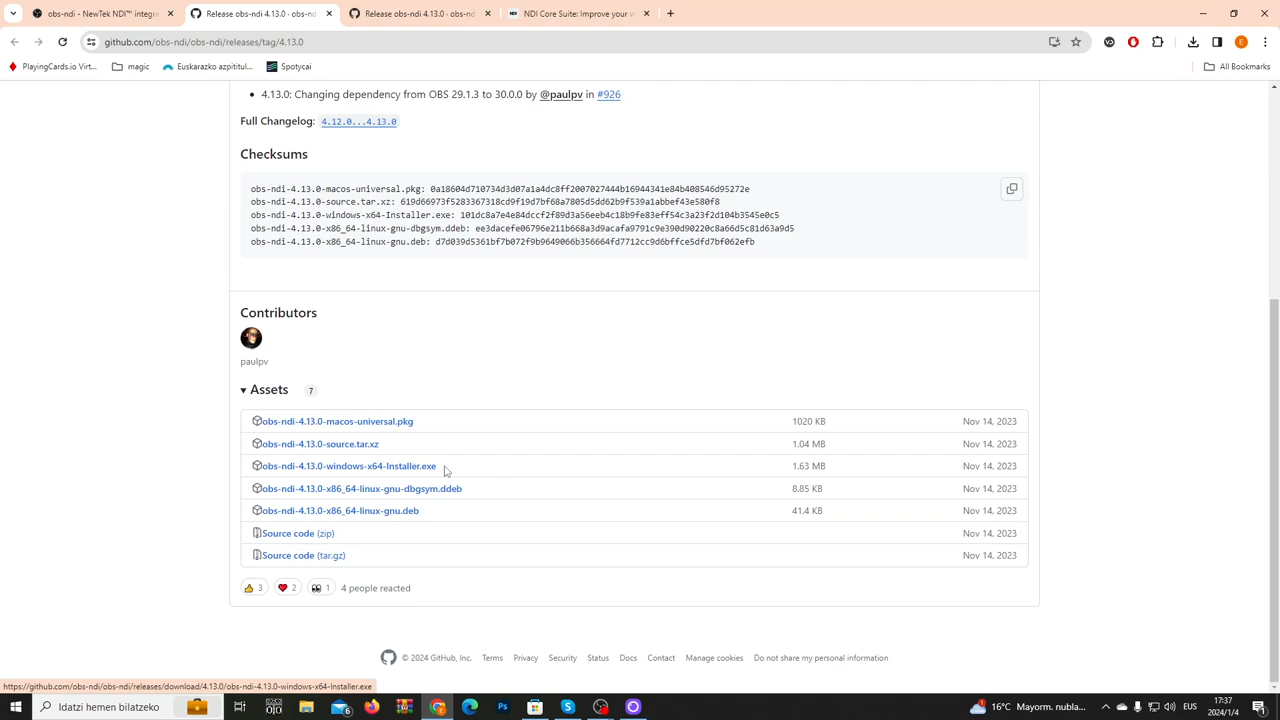 obs-ndi - NewTek NDI™ integra
Release obs-ndi 4.13.0 · obs-nd
Release obs-ndi 4.13.0 · obs-nd
NDI Core Suite: Improve your v
github.com/obs-ndi/obs-ndi/releases/tag/4.13.0
PlayingCards.io Virt...
magic
Euskarazko azpititul...
Spotycai
All Bookmarks
4.13.0: Changing dependency from OBS 29.1.3 to 30.0.0 by @paulpv in #926
Full Changelog: 4.12.0...4.13.0
Checksums
obs-ndi-4.13.0-macos-universal.pkg: 0a18604d710734d3d07a1a4dc8ff2007027444b16944341e84b408546d95272e
obs-ndi-4.13.0-source.tar.xz: 619d66973f5283367318cd9f19d7bf68a7805d5dd62b9f539a1abbef43e580f8
obs-ndi-4.13.0-windows-x64-Installer.exe: 101dc8a7e4e84dccf2f89d3a56eeb4c18b9fe83eff54c3a23f2d104b3545e0c5
obs-ndi-4.13.0-x86_64-linux-gnu-dbgsym.ddeb: ee3dacefe06796e211b668a3d9acafa9791c9e390d90220c8a66d5c81d63a9d5
obs-ndi-4.13.0-x86_64-linux-gnu.deb: d7d039d5361bf7b072f9b9649066b356664fd7712cc9d6bffce5dfd7bf062efb
Contributors
paulpv
Assets 7
obs-ndi-4.13.0-macos-universal.pkg 1020 KB Nov 14, 2023
obs-ndi-4.13.0-source.tar.xz 1.04 MB Nov 14, 2023
obs-ndi-4.13.0-windows-x64-Installer.exe 1.63 MB Nov 14, 2023
obs-ndi-4.13.0-x86_64-linux-gnu-dbgsym.ddeb 8.85 KB Nov 14, 2023
obs-ndi-4.13.0-x86_64-linux-gnu.deb 41.4 KB Nov 14, 2023
Source code (zip) Nov 14, 2023
Source code (tar.gz) Nov 14, 2023
3 2 1 4 people reacted
© 2024 GitHub, Inc. Terms Privacy Security Status Docs Contact Manage cookies Do not share my personal information
https://github.com/obs-ndi/obs-ndi/releases/download/4.13.0/obs-ndi-4.13.0-windows-x64-Installer.exe
Idatzi hemen bilatzeko
16°C Mayorm. nubla...
EUS
17:37
2024/1/4